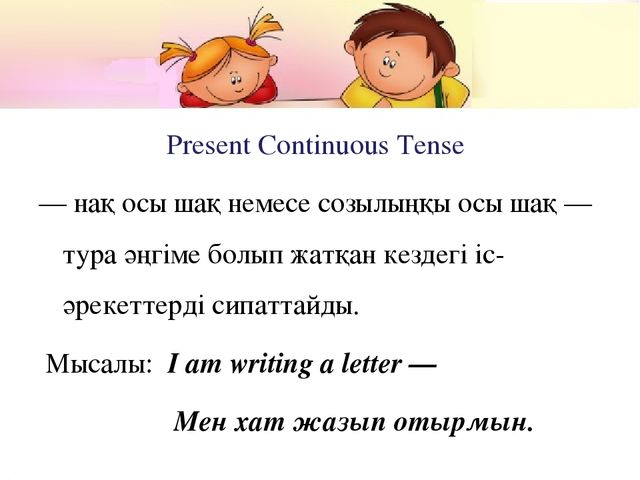 Present Continuous Tense
— нақ осы шақ немесе созылыңқы осы шақ —
тура әңгіме болып жатқан кездегі іс-
әрекеттерді сипаттайды.
Мысалы: I am writing a letter —
Мен хат жазып отырмын.